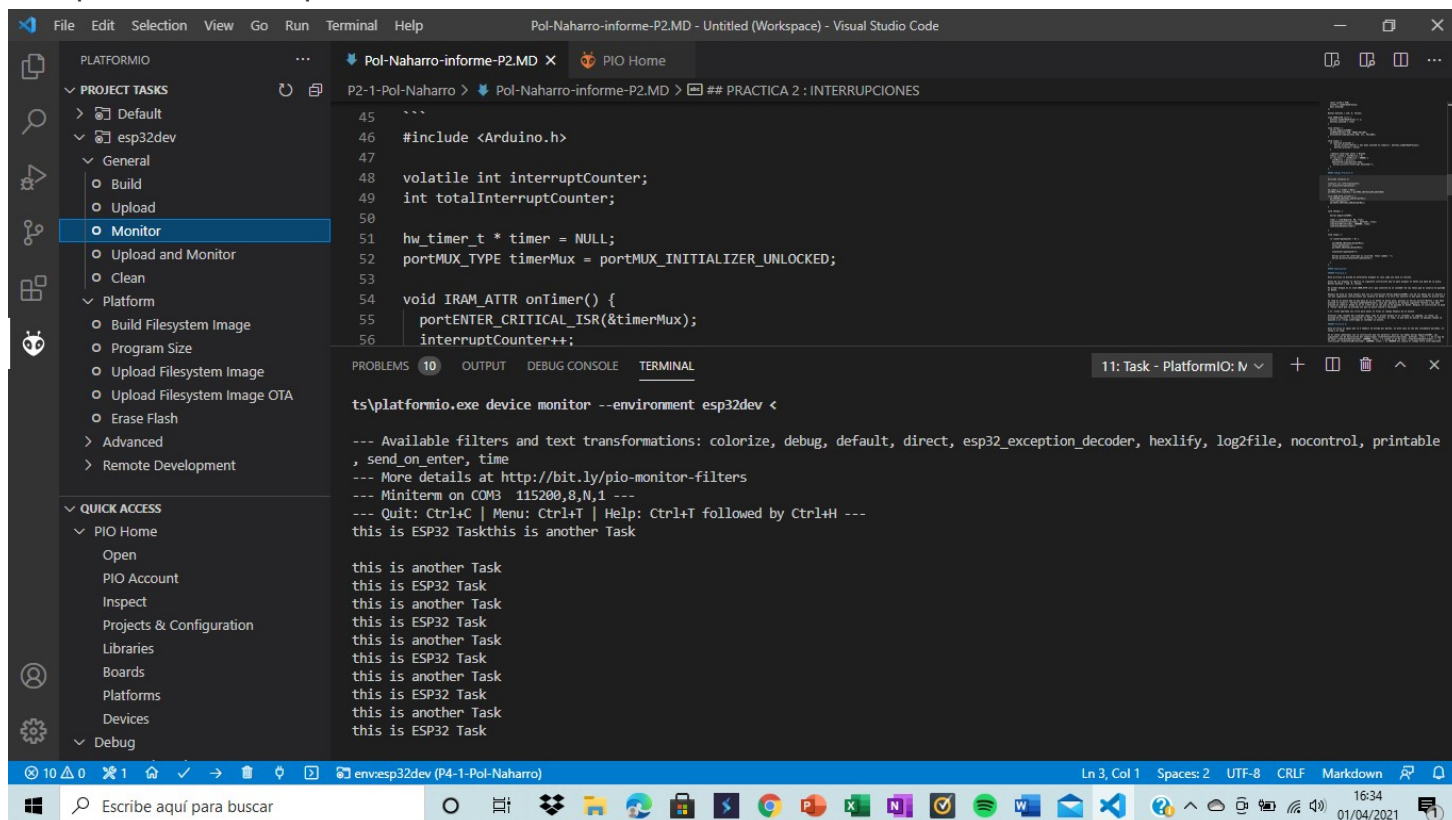 File Edit Selection View Go Run Terminal Help
Pol-Naharro-informe-P2.MD - Untitled (Workspace) - Visual Studio Code
PLATFORMIO
PROJECT TASKS
Default
esp32dev
General
Build
Upload
Monitor
Upload and Monitor
Clean
Platform
Build Filesystem Image
Program Size
Upload Filesystem Image
Upload Filesystem Image OTA
Erase Flash
Advanced
Remote Development
QUICK ACCESS
PIO Home
Open
PIO Account
Inspect
Projects & Configuration
Libraries
Boards
Platforms
Devices
Debug
Pol-Naharro-informe-P2.MD PIO Home
P2-1-Pol-Naharro > Pol-Naharro-informe-P2.MD > ## PRACTICA 2 : INTERRUPCIONES
45 ```
46 #include <Arduino.h>
47
48 volatile int interruptCounter;
49 int totalInterruptCounter;
50
51 hw_timer_t * timer = NULL;
52 portMUX_TYPE timerMux = portMUX_INITIALIZER_UNLOCKED;
53
54 void IRAM_ATTR onTimer() {
55 portENTER_CRITICAL_ISR(&timerMux);
56 interruptCounter++;
PROBLEMS 10 OUTPUT DEBUG CONSOLE TERMINAL
11: Task - PlatformIO: M
ts\platformio.exe device monitor --environment esp32dev <
--- Available filters and text transformations: colorize, debug, default, direct, esp32_exception_decoder, hexlify, log2file, nocontrol, printable
, send_on_enter, time
--- More details at http://bit.ly/pio-monitor-filters
--- Miniterm on COM3 115200,8,N,1 ---
--- Quit: Ctrl+C | Menu: Ctrl+T | Help: Ctrl+T followed by Ctrl+H ---
this is ESP32 Taskthis is another Task
this is another Task
this is ESP32 Task
this is another Task
this is ESP32 Task
this is another Task
this is ESP32 Task
this is another Task
this is ESP32 Task
this is another Task
this is ESP32 Task
10 0 1 env:esp32dev (P4-1-Pol-Naharro)
Ln 3, Col 1 Spaces: 2 UTF-8 CRLF Markdown
Escribe aquí para buscar
16:34
01/04/2021